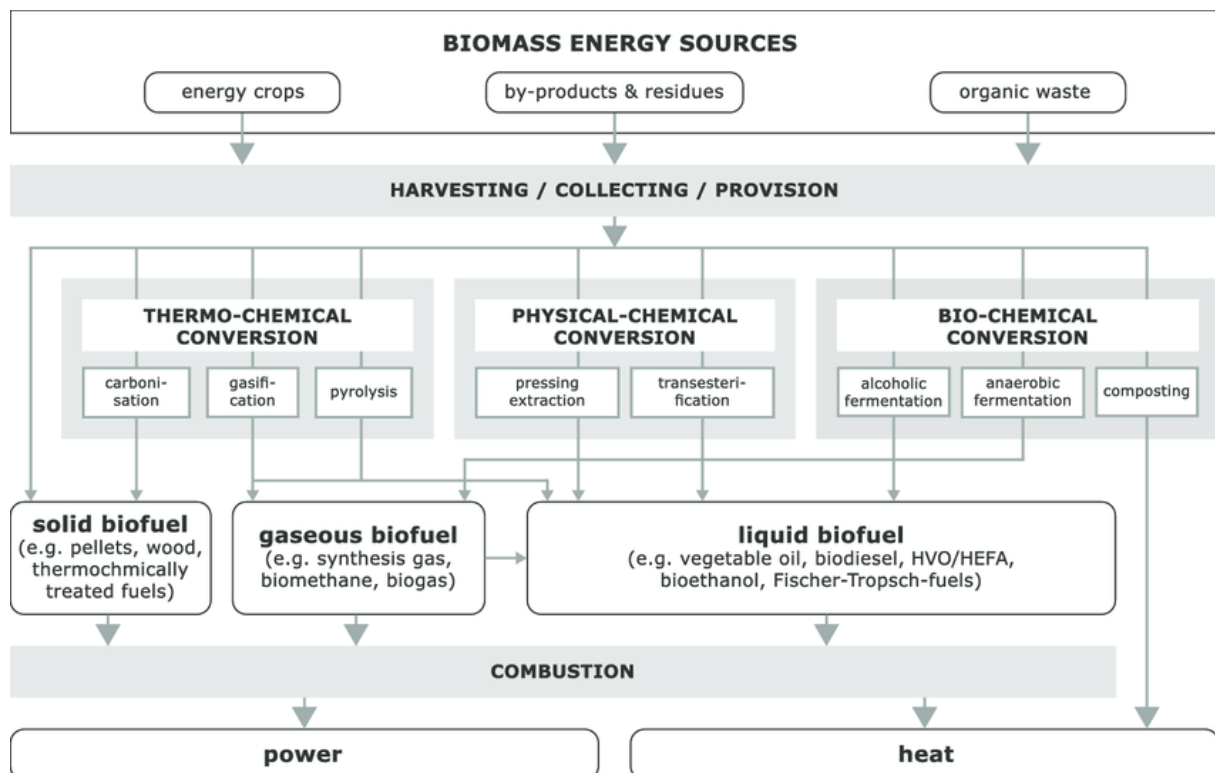 BIOMASS ENERGY SOURCES
energy crops
by-products & residues
organic waste
HARVESTING / COLLECTING / PROVISION
THERMO-CHEMICAL
CONVERSION
PHYSICAL-CHEMICAL
CONVERSION
BIO-CHEMICAL
CONVERSION
carboni-
sation
gasifi-
cation
pyrolysis
pressing
extraction
transesteri-
fication
alcoholic
fermentation
anaerobic
fermentation
composting
solid biofuel
(e.g. pellets, wood,
thermochmically
treated fuels)
gaseous biofuel
(e.g. synthesis gas,
biomethane, biogas)
liquid biofuel
(e.g. vegetable oil, biodiesel, HVO/HEFA,
bioethanol, Fischer-Tropsch-fuels)
COMBUSTION
power
heat